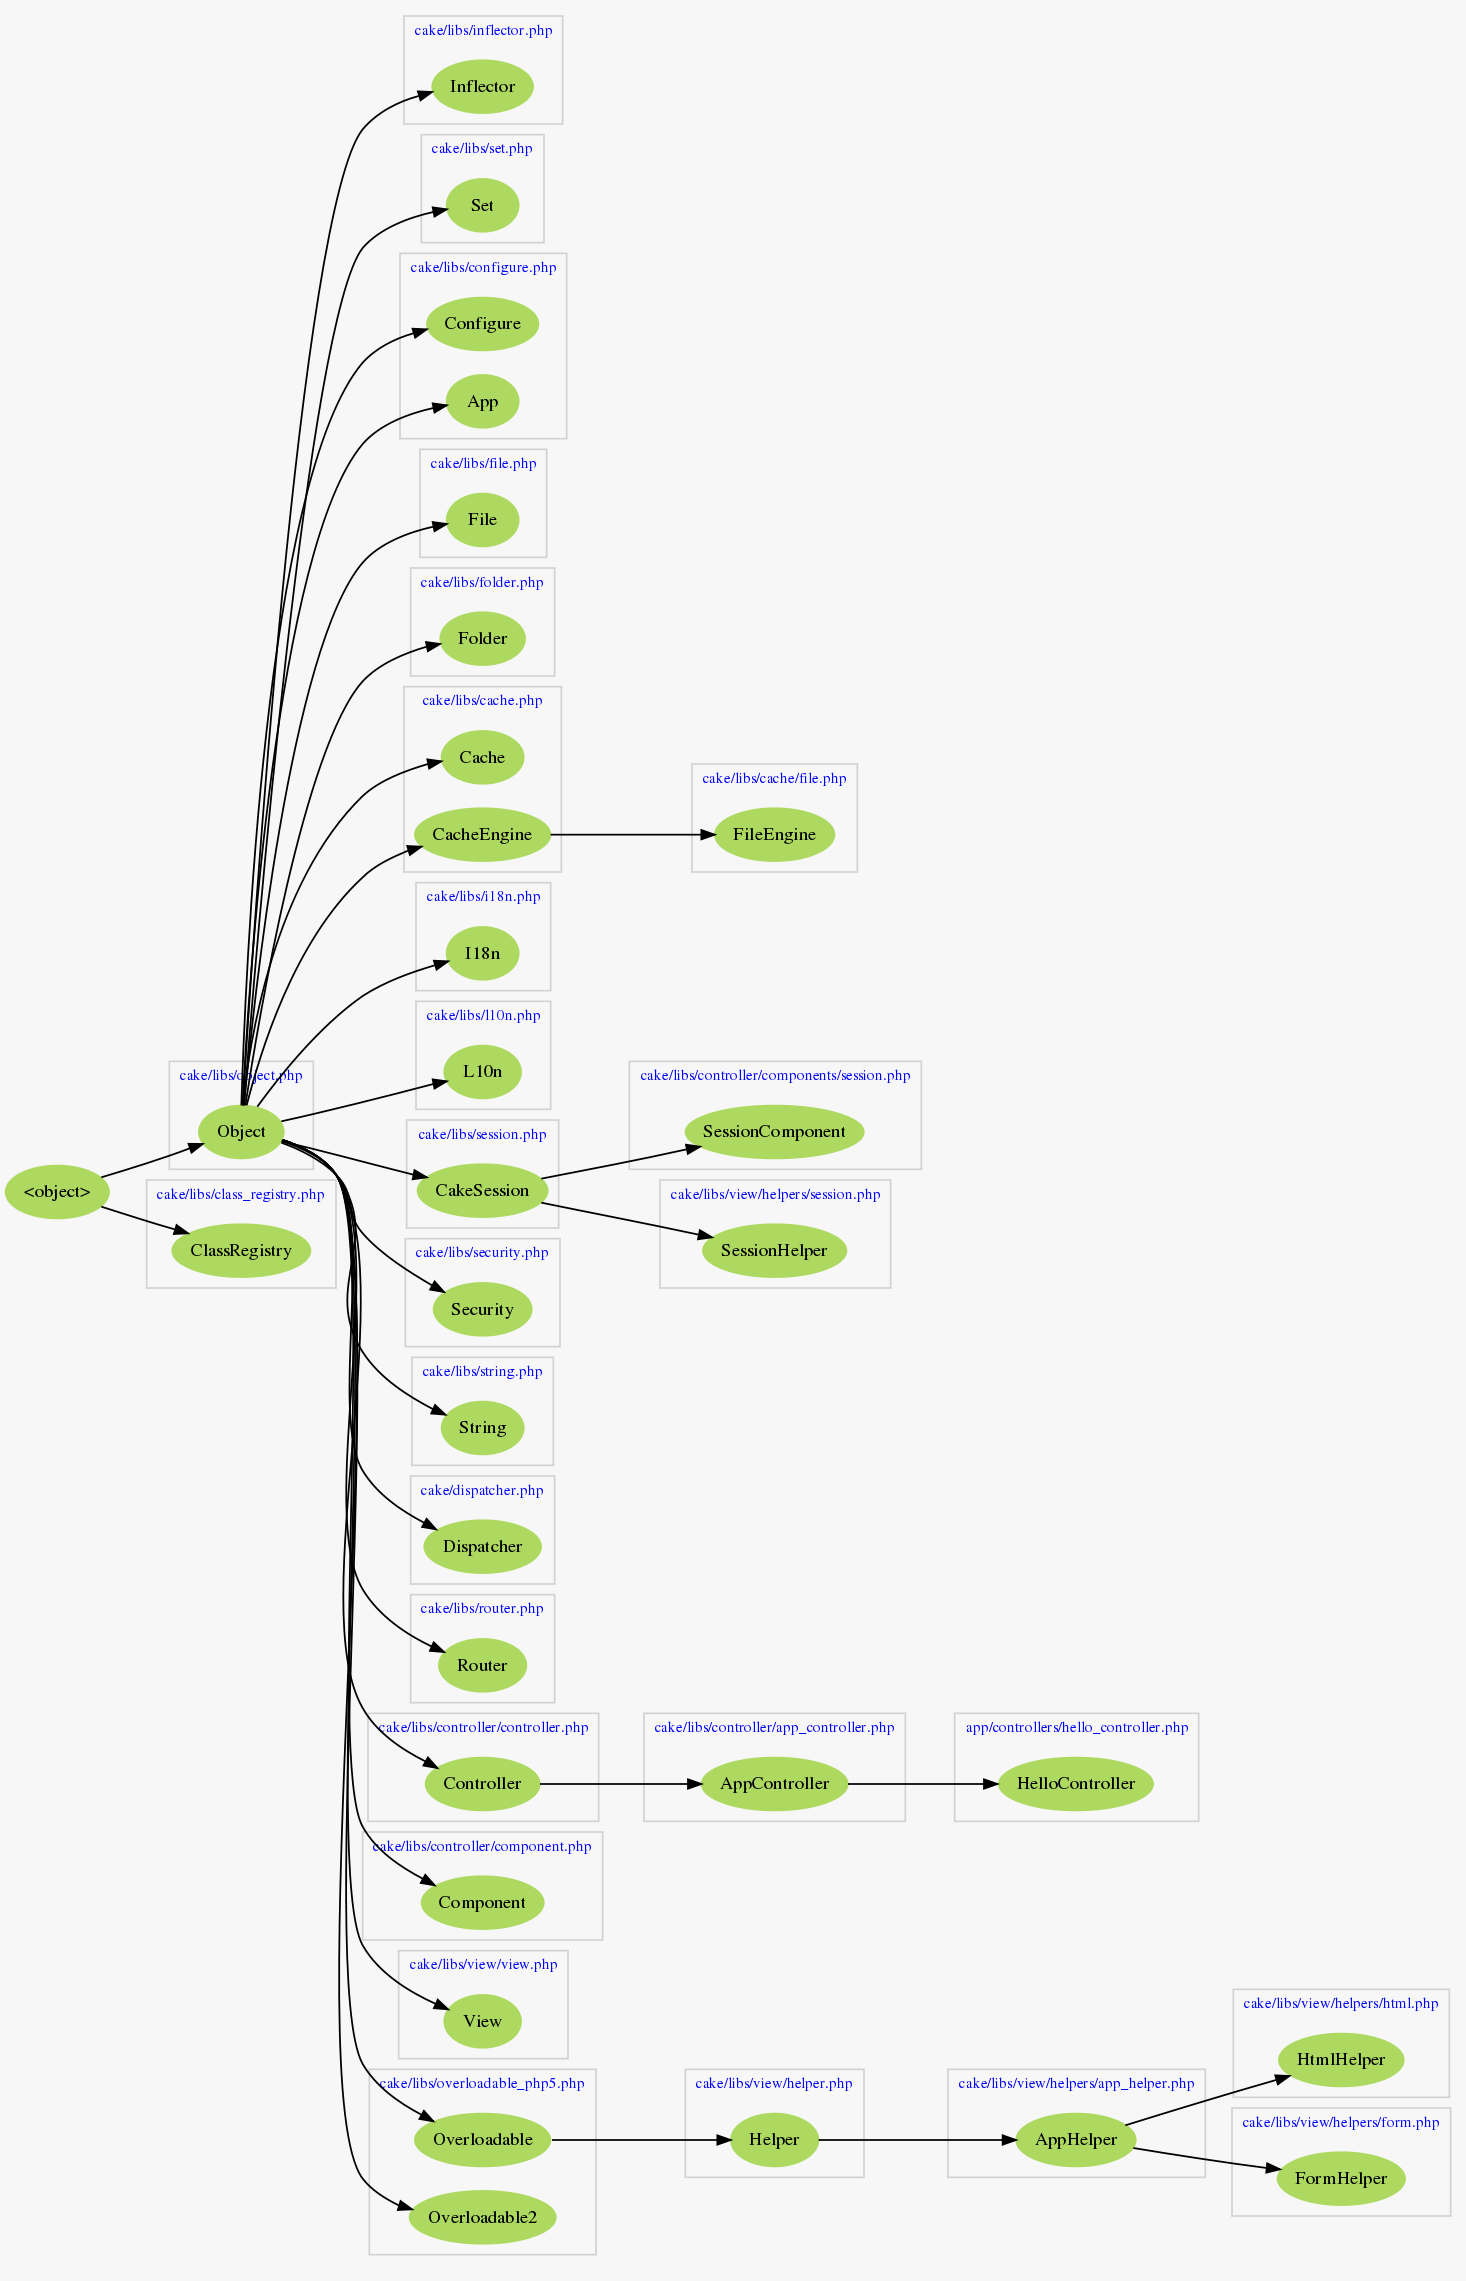 cake/libs/inflector.php
Inflector
cake/libs/set.php
Set
cake/libs/configure.php
Configure
App
cake/libs/file.php
File
cake/libs/folder.php
Folder
cake/libs/cache.php
Cache
cake/libs/cache/file.php
CacheEngine
FileEngine
cake/libs/i18n.php
I18n
cake/libs/l10n.php
L10n
cake/libs/object.php
Object
<object>
cake/libs/class_registry.php
ClassRegistry
cake/libs/controller/components/session.php
SessionComponent
cake/libs/session.php
CakeSession
cake/libs/view/helpers/session.php
SessionHelper
cake/libs/security.php
Security
cake/libs/string.php
String
cake/dispatcher.php
Dispatcher
cake/libs/router.php
Router
cake/libs/controller/controller.php
Controller
cake/libs/controller/app_controller.php
AppController
app/controllers/hello_controller.php
HelloController
cake/libs/controller/component.php
Component
cake/libs/view/view.php
View
cake/libs/overloadable_php5.php
Overloadable
Overloadable2
cake/libs/view/helper.php
Helper
cake/libs/view/helpers/app_helper.php
AppHelper
cake/libs/view/helpers/html.php
HtmlHelper
cake/libs/view/helpers/form.php
FormHelper